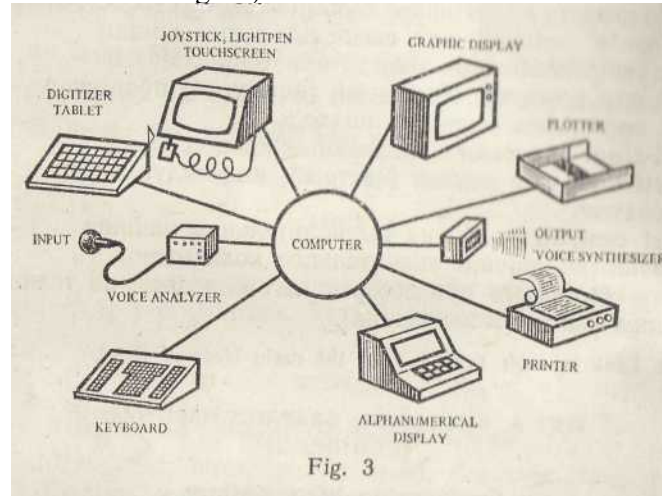 JOYSTICK, LIGHTPEN
TOUCHSCREEN
GRAPHIC DISPLAY
DIGITIZER
TABLET
PLOTTER
INPUT
COMPUTER
OUTPUT
VOICE SYNTHESIZER
VOICE ANALYZER
PRINTER
KEYBOARD
ALPHANUMERICAL
DISPLAY
Fig. 3